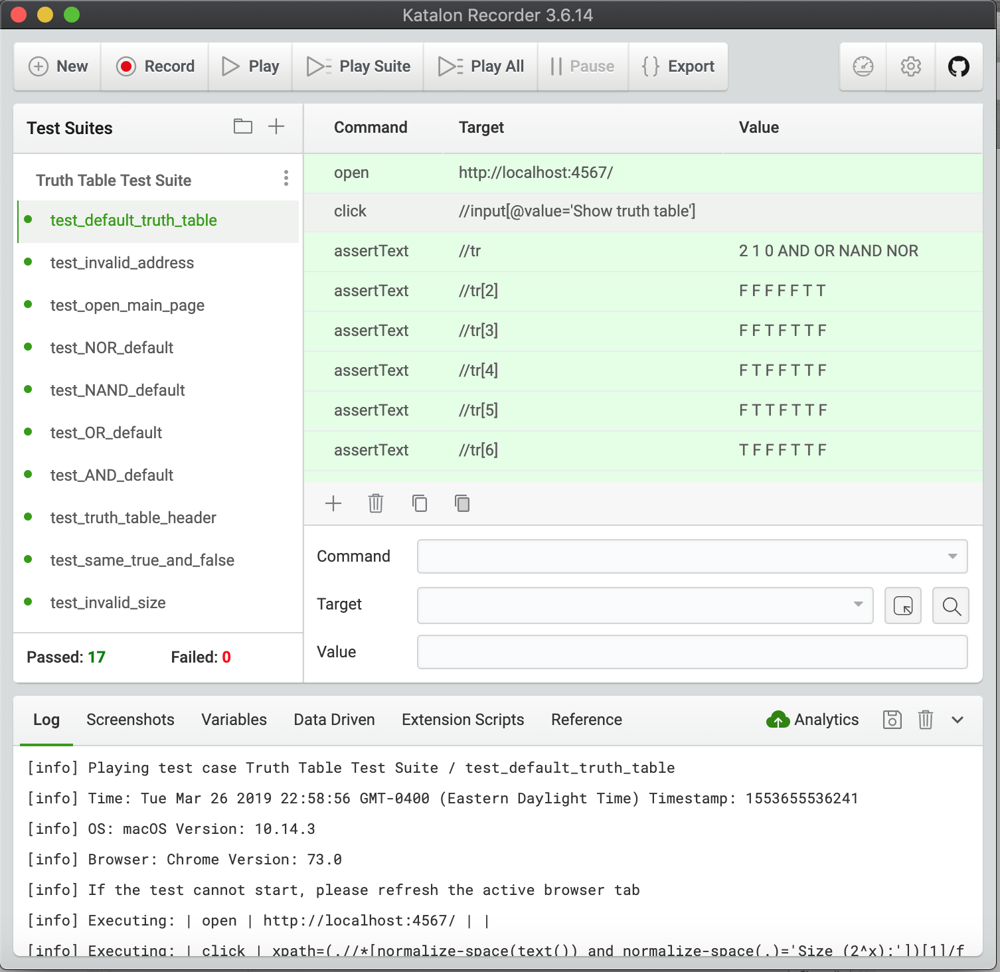 Katalon Recorder 3.6.14
New Record Play Play Suite Play All Pause Export
Test Suites
Truth Table Test Suite
test_default_truth_table
test_invalid_address
test_open_main_page
test_NOR_default
test_NAND_default
test_OR_default
test_AND_default
test_truth_table_header
test_same_true_and_false
test_invalid_size
Passed: 17 Failed: 0
Command Target Value
open http://localhost:4567/
click //input[@value='Show truth table']
assertText //tr 2 1 0 AND OR NAND NOR
assertText //tr[2] F F F F F T T
assertText //tr[3] F F T F T T F
assertText //tr[4] F T F F T T F
assertText //tr[5] F T T F T T F
assertText //tr[6] T F F F T T F
Command
Target
Value
Log Screenshots Variables Data Driven Extension Scripts Reference Analytics
[info] Playing test case Truth Table Test Suite / test_default_truth_table
[info] Time: Tue Mar 26 2019 22:58:56 GMT-0400 (Eastern Daylight Time) Timestamp: 1553655536241
[info] OS: macOS Version: 10.14.3
[info] Browser: Chrome Version: 73.0
[info] If the test cannot start, please refresh the active browser tab
[info] Executing: | open | http://localhost:4567/ | |
[info] Executing: | click | xpath=(.//*[normalize-space(text()) and normalize-space(.)='Size (2^x):'])[1]/f